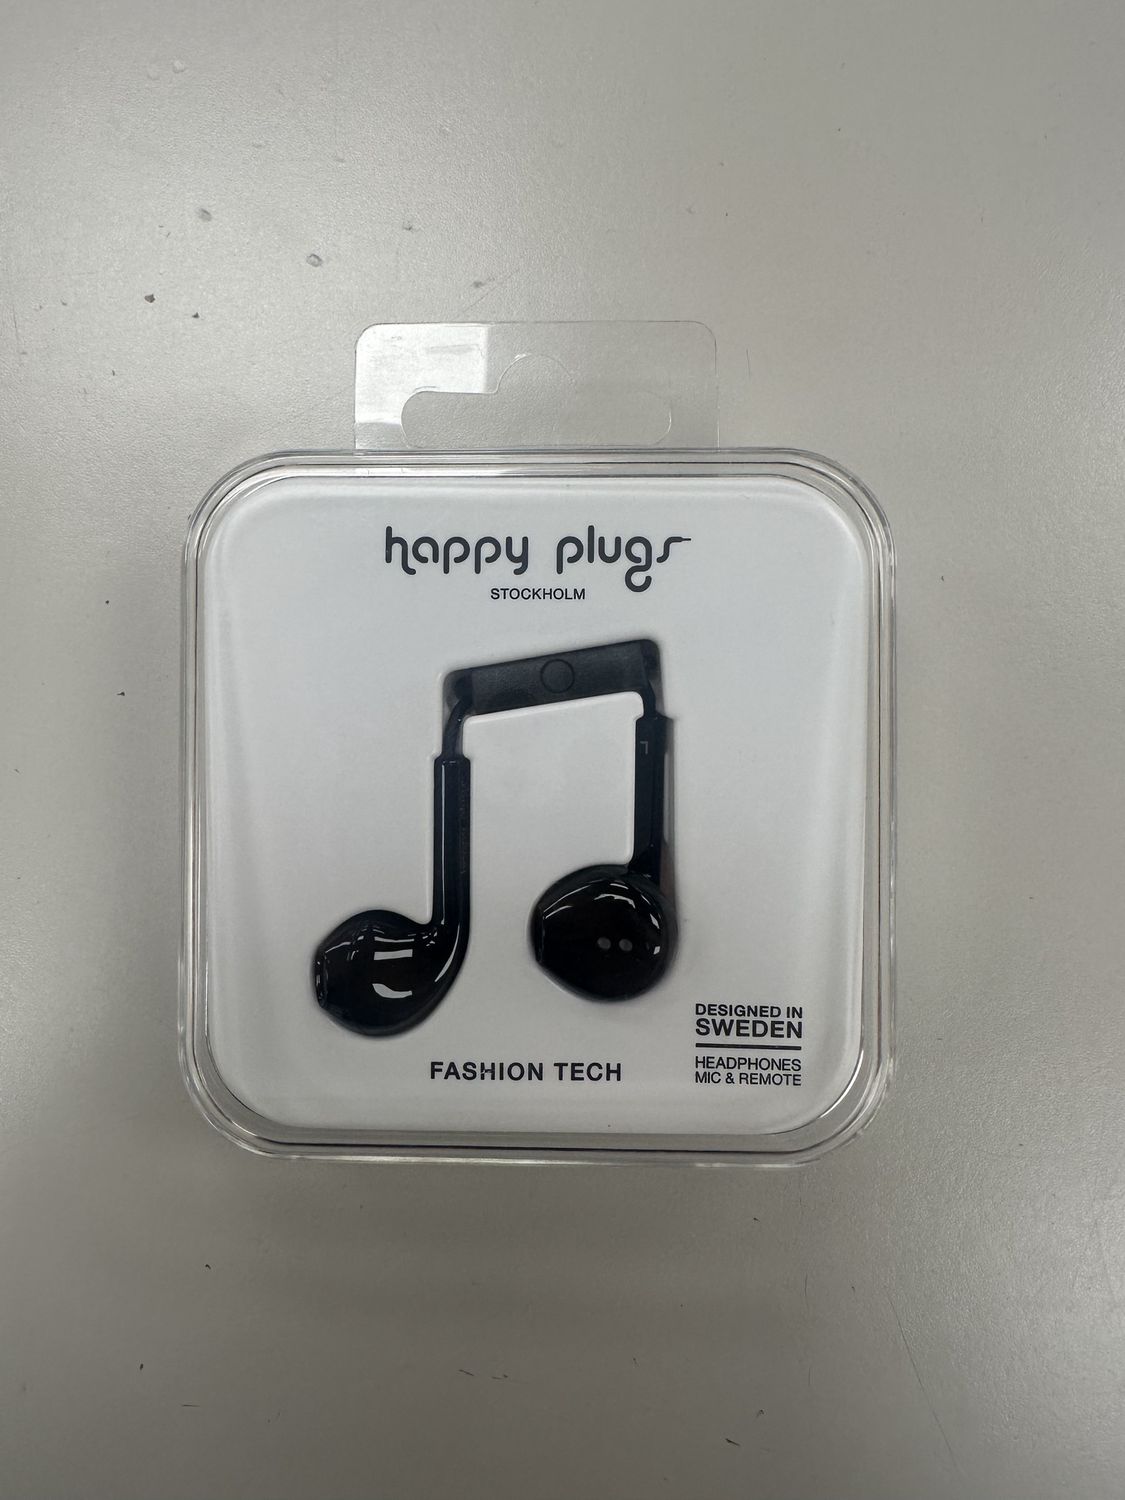 happy plugs
STOCKHOLM
L
FASHION TECH
DESIGNED IN
SWEDEN
HEADPHONES
MIC & REMOTE